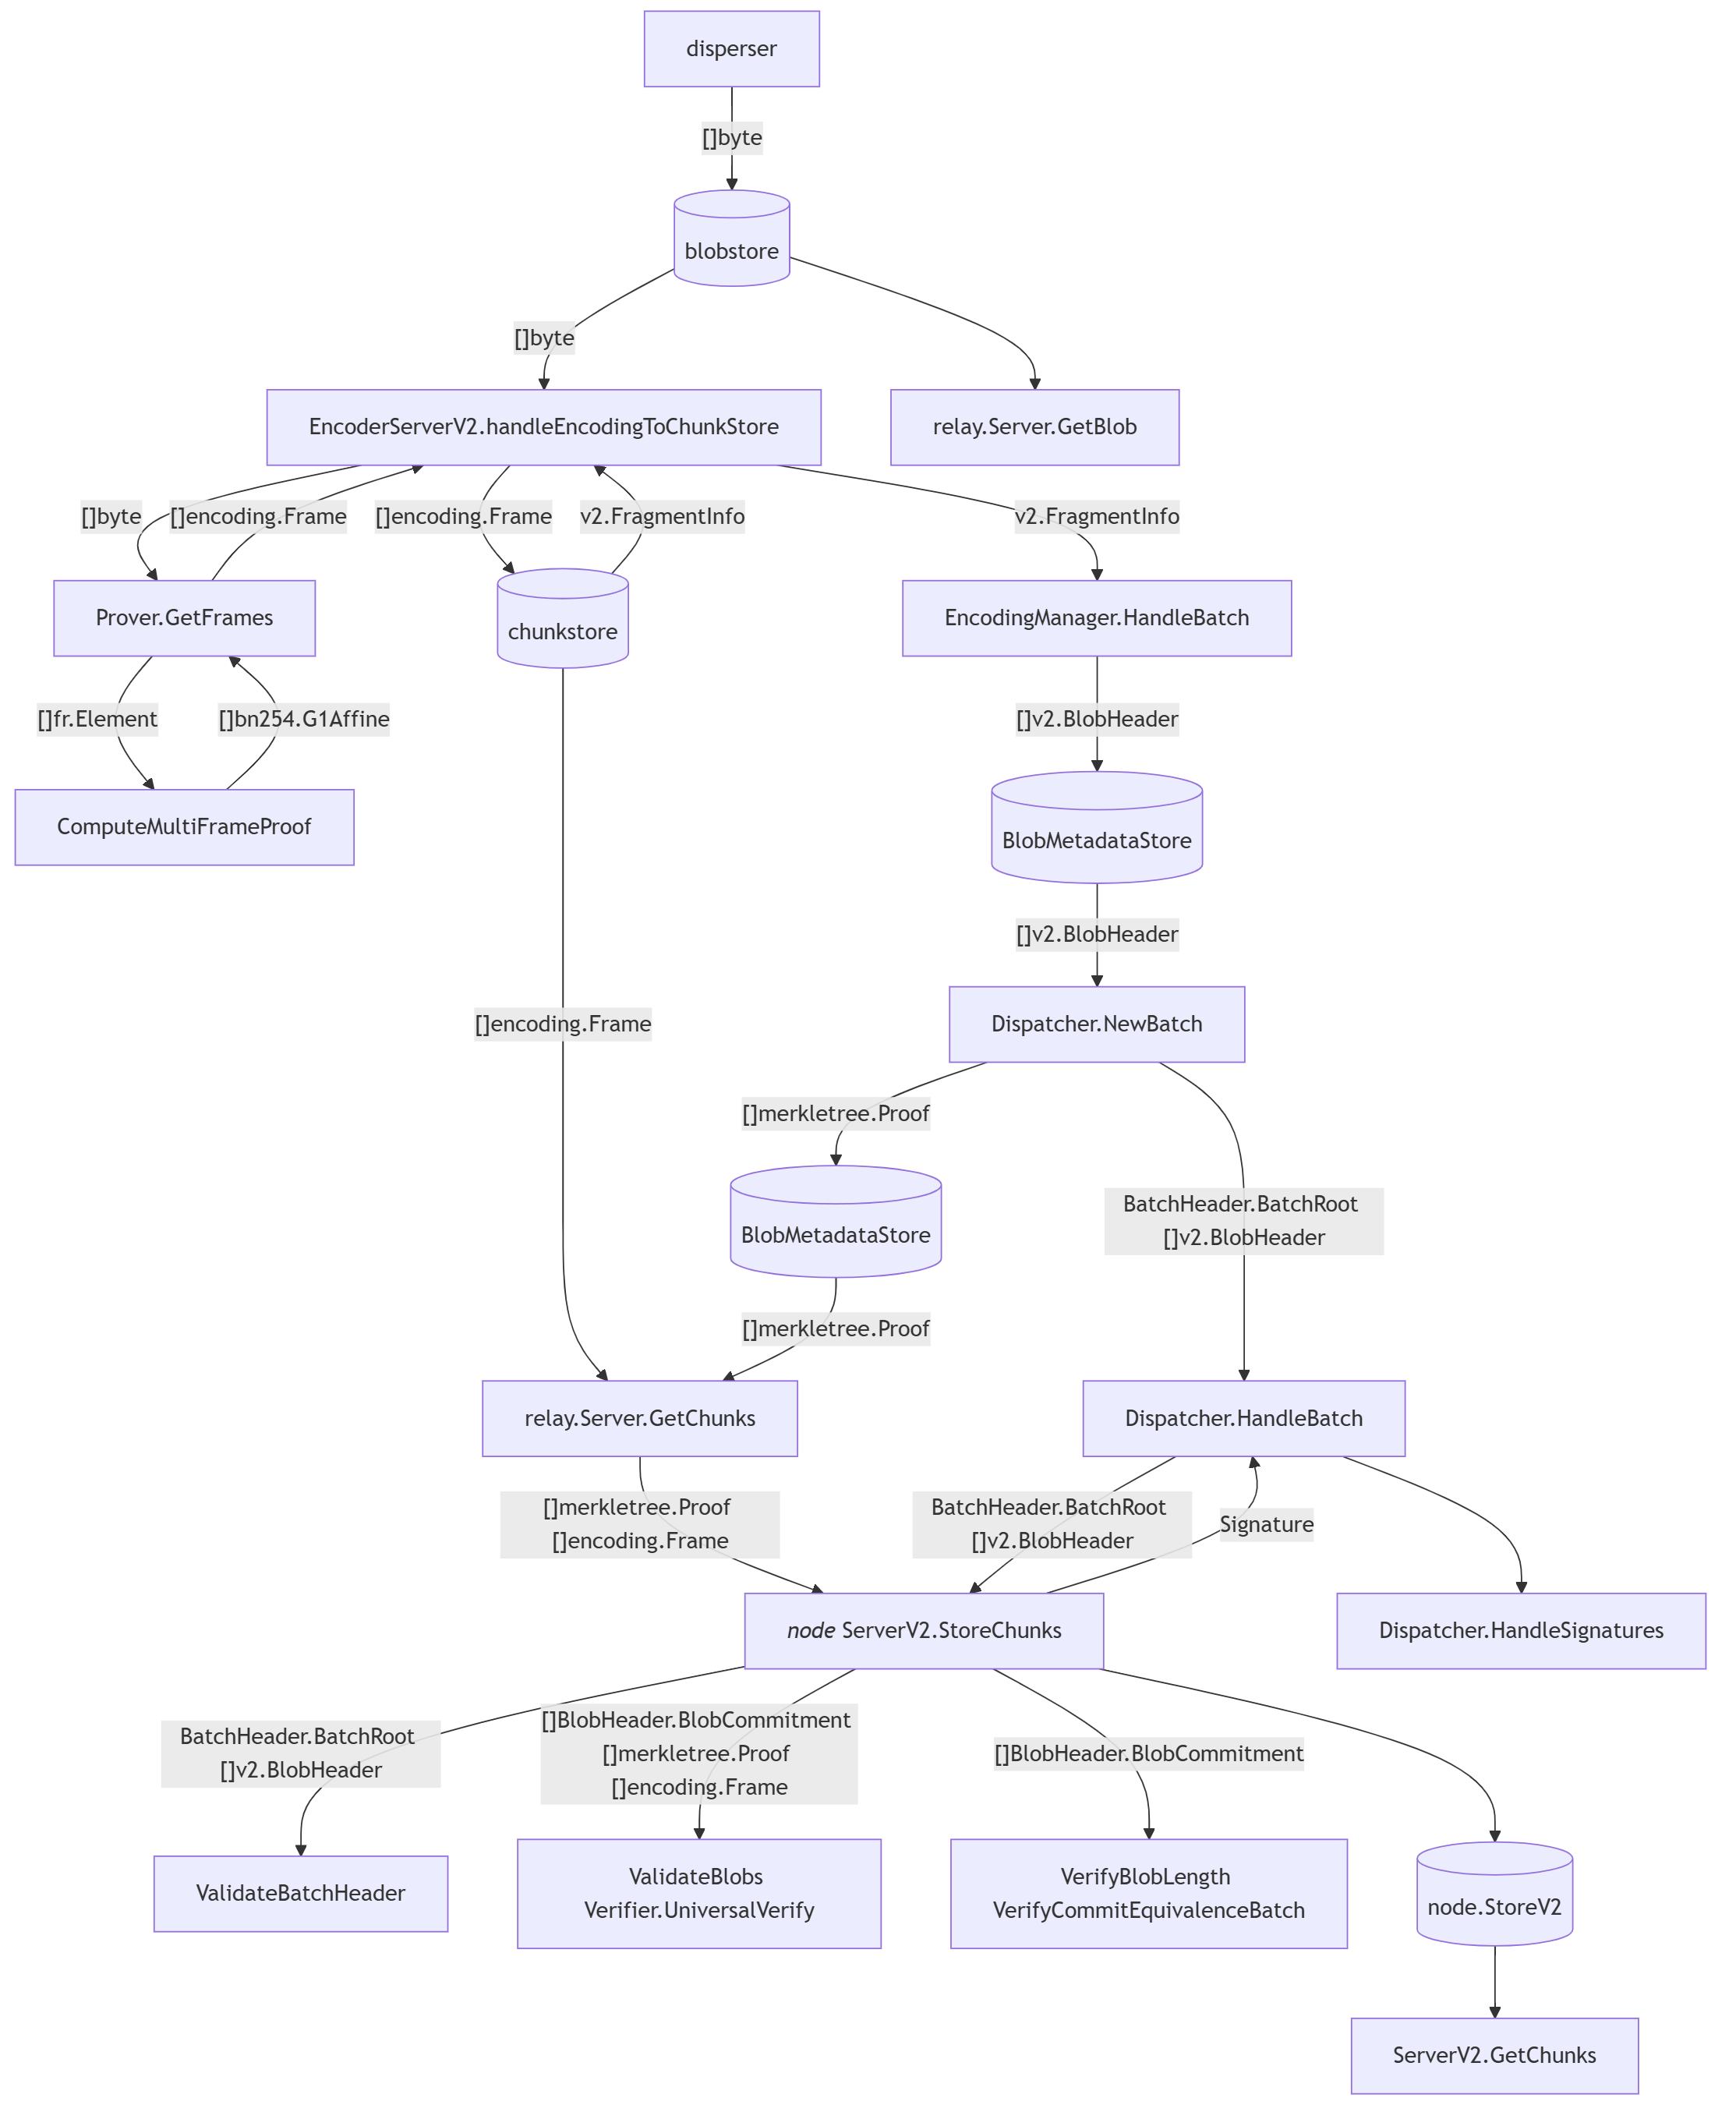 disperser
[]byte
blobstore
[]byte
EncoderServerV2.handleEncodingToChunkStore
relay.Server.GetBlob
[]byte
[]encoding.Frame
[]encoding.Frame
v2.FragmentInfo
v2.FragmentInfo
Prover.GetFrames
chunkstore
EncodingManager.HandleBatch
[]fr.Element
[]bn254.G1Affine
[]v2.BlobHeader
ComputeMultiFrameProof
BlobMetadataStore
[]v2.BlobHeader
[]encoding.Frame
Dispatcher.NewBatch
[]merkletree.Proof
BatchHeader.BatchRoot
[]v2.BlobHeader
BlobMetadataStore
[]merkletree.Proof
relay.Server.GetChunks
Dispatcher.HandleBatch
[]merkletree.Proof
[]encoding.Frame
BatchHeader.BatchRoot
[]v2.BlobHeader
Signature
node ServerV2.StoreChunks
Dispatcher.HandleSignatures
BatchHeader.BatchRoot
[]v2.BlobHeader
[]BlobHeader.BlobCommitment
[]merkletree.Proof
[]encoding.Frame
[]BlobHeader.BlobCommitment
ValidateBatchHeader
ValidateBlobs
Verifier.UniversalVerify
VerifyBlobLength
VerifyCommitEquivalenceBatch
node.StoreV2
ServerV2.GetChunks